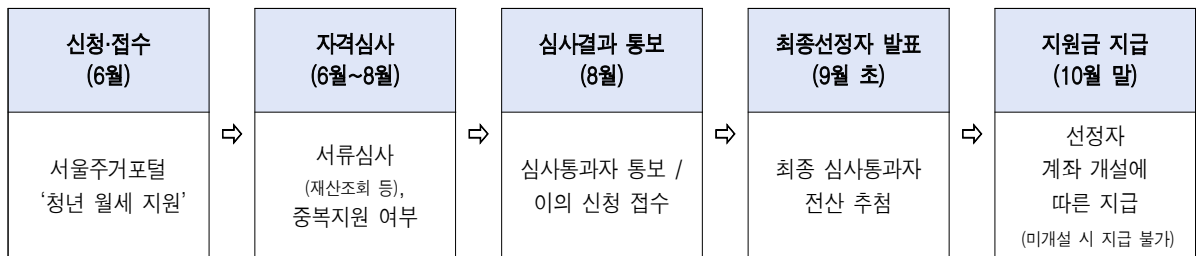 신청·접수
(6월)
서울주거포털
‘청년 월세 지원’
자격심사
(6월~8월)
서류심사
(재산조회 등),
중복지원 여부
심사결과 통보
(8월)
심사통과자 통보 /
이의 신청 접수
최종선정자 발표
(9월 초)
최종 심사통과자
전산 추첨
지원금 지급
(10월 말)
선정자
계좌 개설에
따른 지급
(미개설 시 지급 불가)